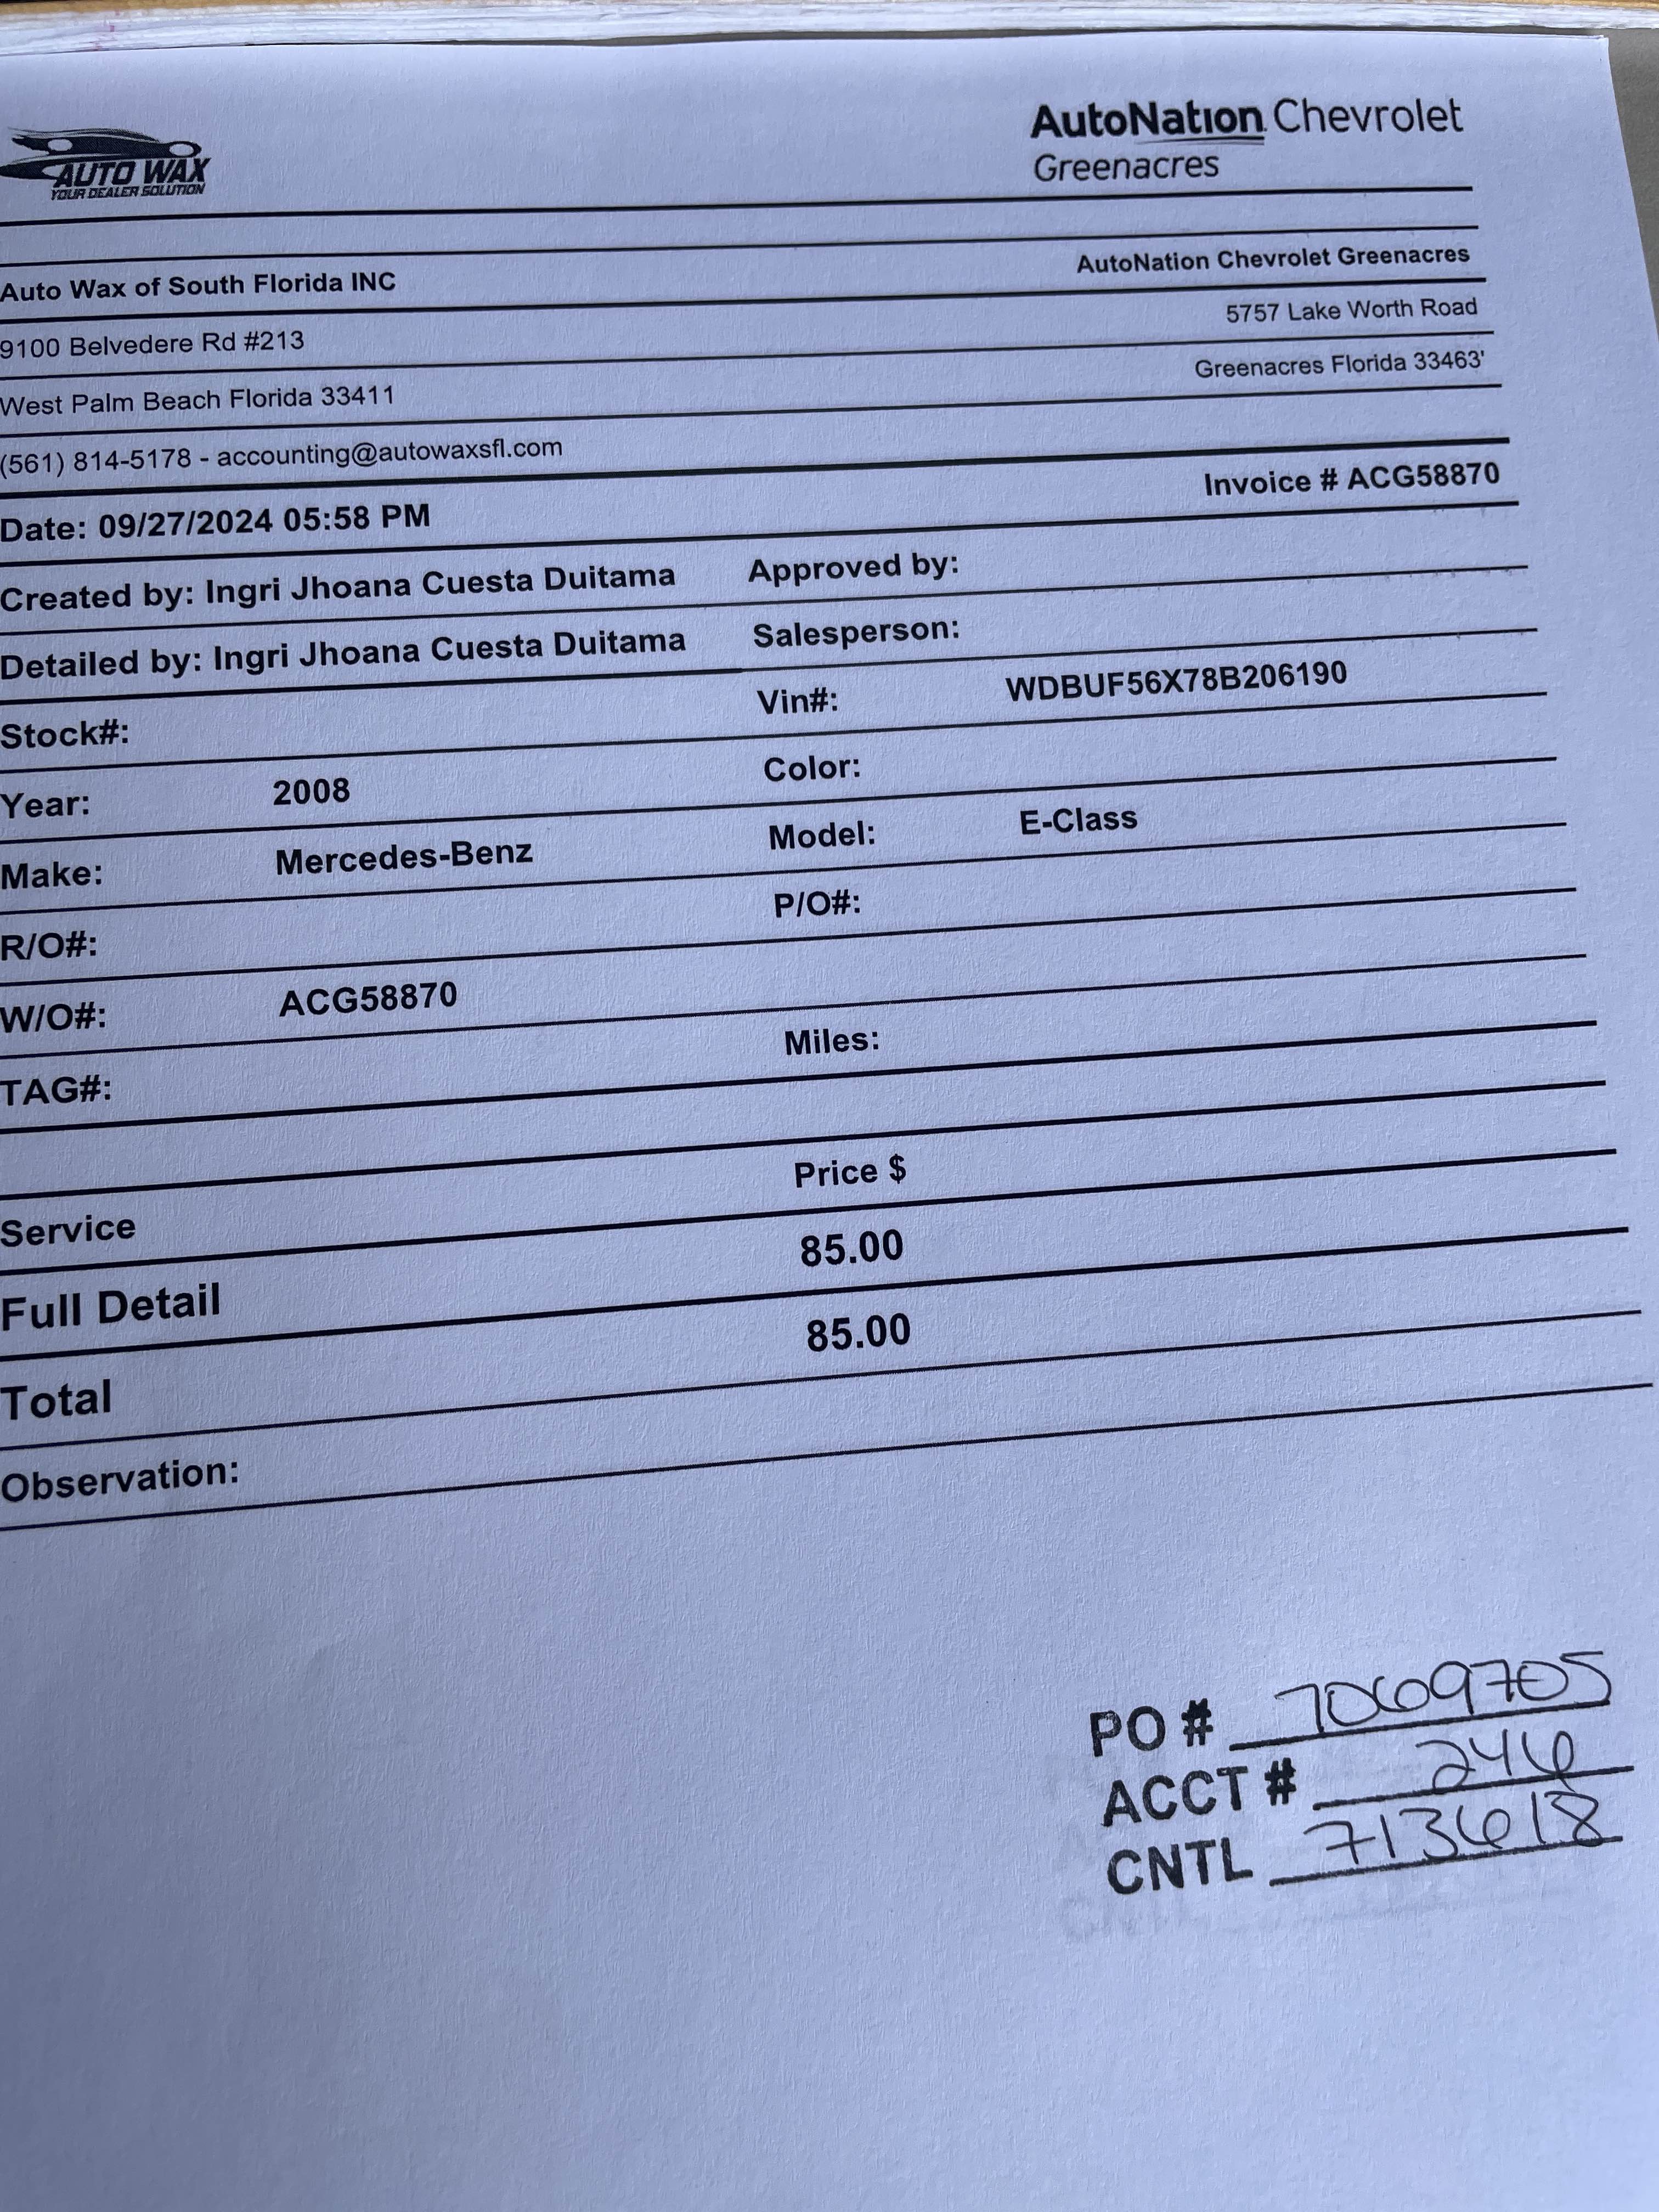 AUTO WAX
YOUR DEALER SOLUTION
AutoNation Chevrolet
Greenacres
Auto Wax of South Florida INC AutoNation Chevrolet Greenacres
9100 Belvedere Rd #213 5757 Lake Worth Road
West Palm Beach Florida 33411 Greenacres Florida 33463'
(561) 814-5178 - accounting@autowaxsfl.com
Date: 09/27/2024 05:58 PM Invoice # ACG58870
Created by: Ingri Jhoana Cuesta Duitama Approved by:
Detailed by: Ingri Jhoana Cuesta Duitama Salesperson:
Stock#: Vin#: WDBUF56X78B206190
Year: 2008 Color:
Make: Mercedes-Benz Model: E-Class
R/O#: P/O#:
W/O#: ACG58870
TAG#: Miles:
Service Price $
Full Detail 85.00
Total 85.00
Observation:
PO # 7069705
ACCT # 246
CNTL 713618